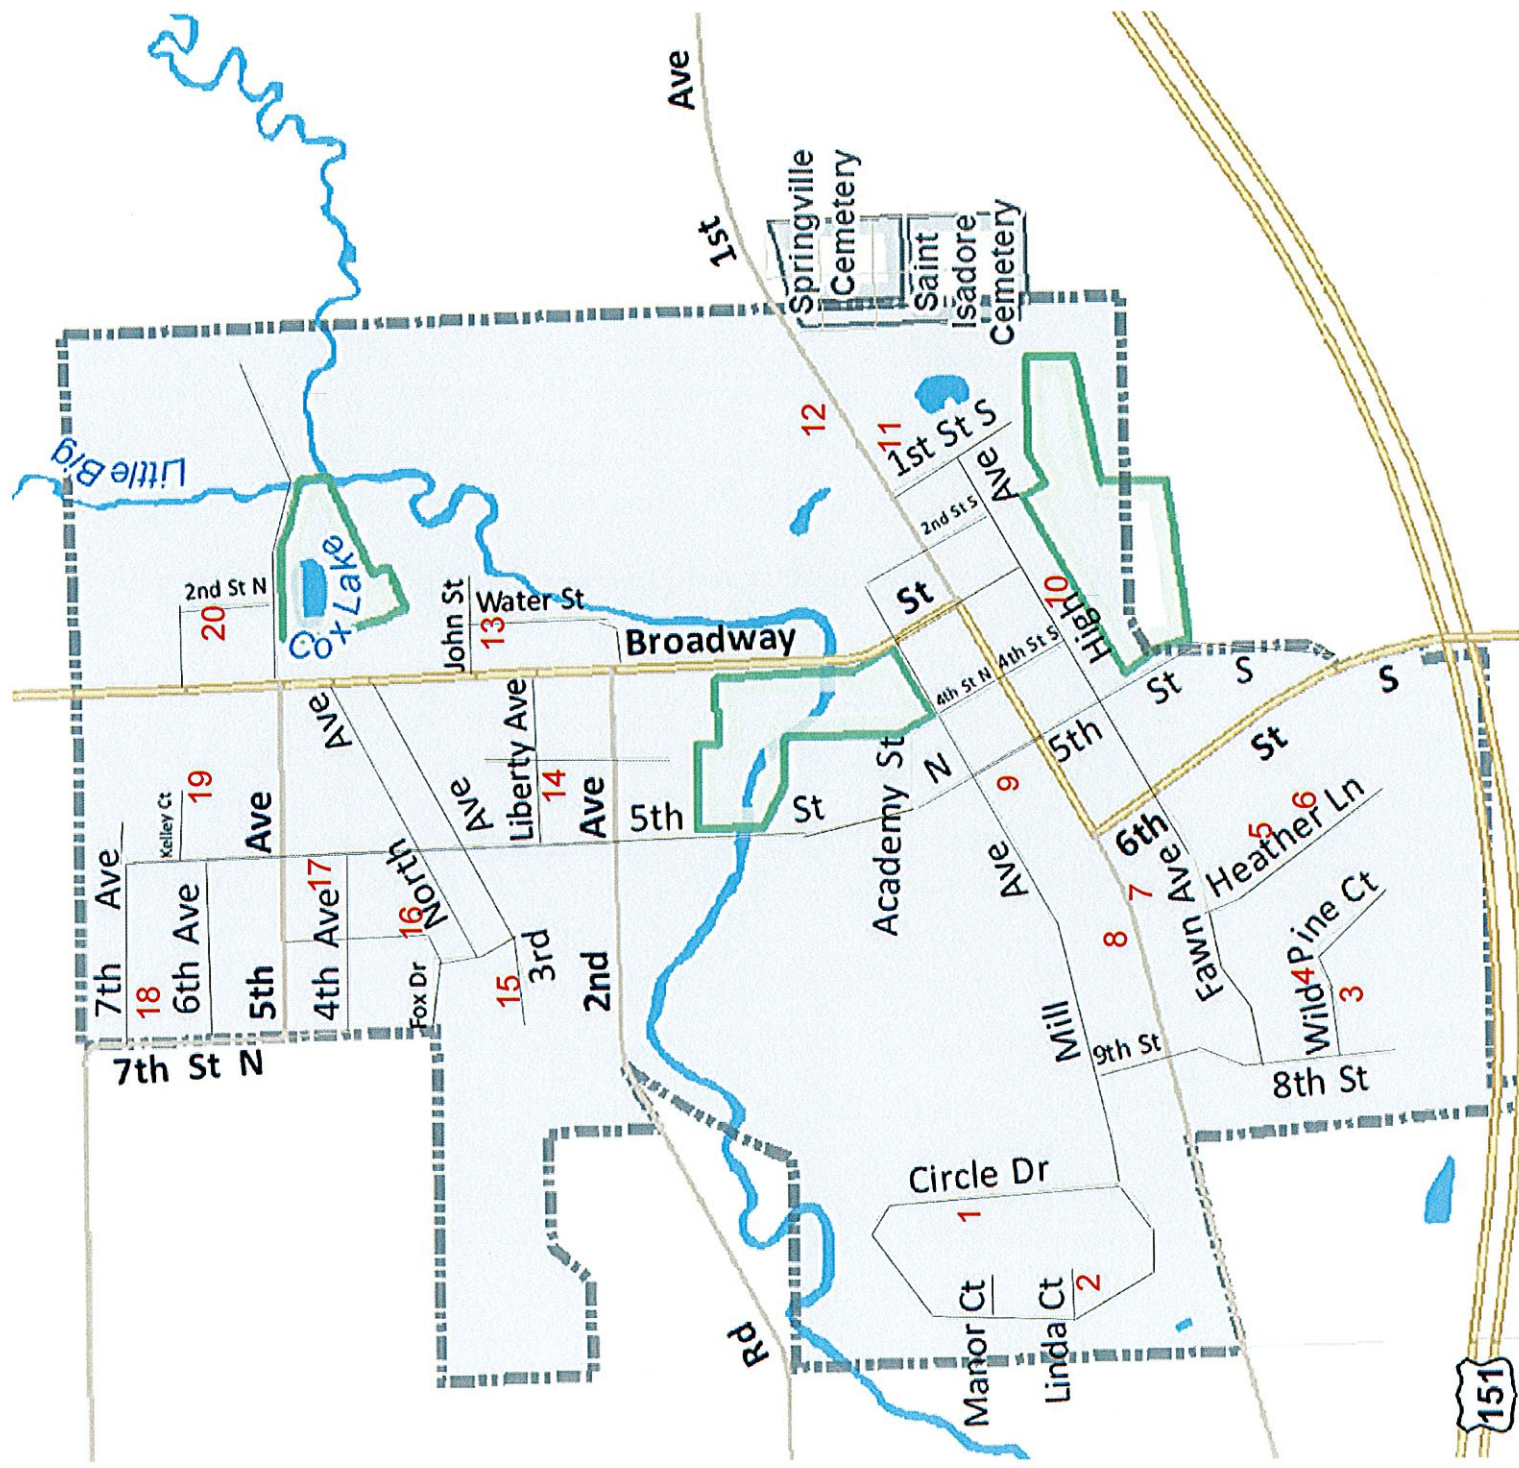 Ave
1st
Springville
Cemetery
Saint
Isadore
Cemetery
Little Big
12
11
1st St S
Ave
2nd St S
Cox Lake
2nd St N
20
John St
Water St
13
Broadway
St
10
High
4th St S
4th St N
St
S
S
Ave
Liberty Ave
19
Kelley Ct
Ave
Ave
14
Ave
5th
St
Academy St
N
9
5th
St
6
5
Heather Ln
6th
7th Ave
6th Ave
18
5th
4th Ave
17
16
North
Fox Dr
15
3rd
2nd
Ave
7
8
Fawn Ave
4
Wild Pine Ct
3
Mill
9th St
8th St
7th St N
Circle Dr
1
2
Manor Ct
Linda Ct
Rd
151